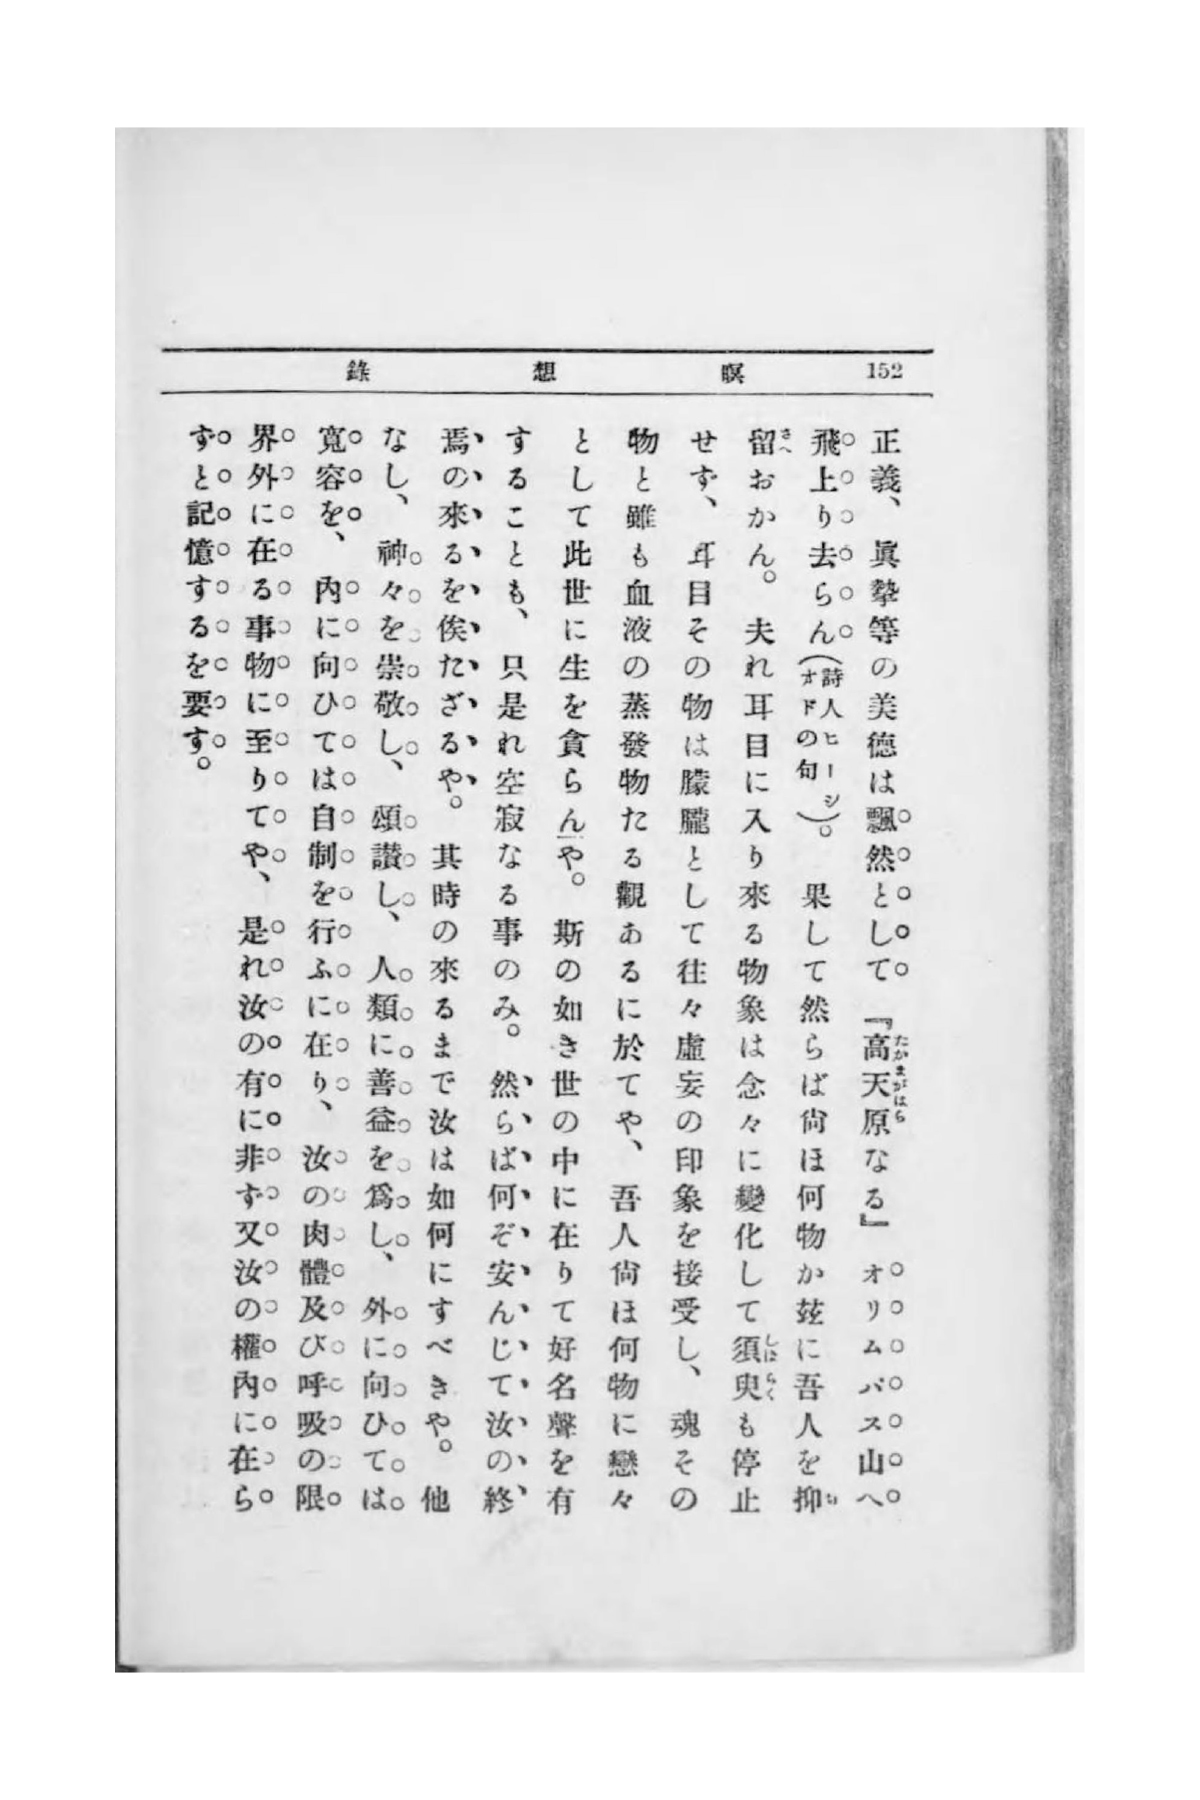 152 瞑想錄
正義、眞摯等の美德は飄然として『高天原なる』オリムパス山へ
飛上り去らん(詩人ヒージオドの句)。果して然らば尙ほ何物か玆に吾人を抑
留おかん。夫れ耳目に入り來る物象は念々に變化して須臾も停止
せず、耳目その物は朦朧として往々虛妄の印象を接受し、魂その
物と雖も血液の蒸發物たる觀あるに於てや、吾人尙ほ何物に戀々
として此世に生を貪らんや。斯の如き世の中に在りて好名聲を有
することも、只是れ空寂なる事のみ。然らば何ぞ安んじて汝の終
焉の來るを俟たざるや。其時の來るまで汝は如何にすべきや。他
なし、神々を崇敬し、頌讃し、人類に善益を爲し、外に向ひては
寬容を、內に向ひては自制を行ふに在り、汝の肉體及び呼吸の限
界外に在る事物に至りてや、是れ汝の有に非ず又汝の權內に在ら
ずと記憶するを要す。